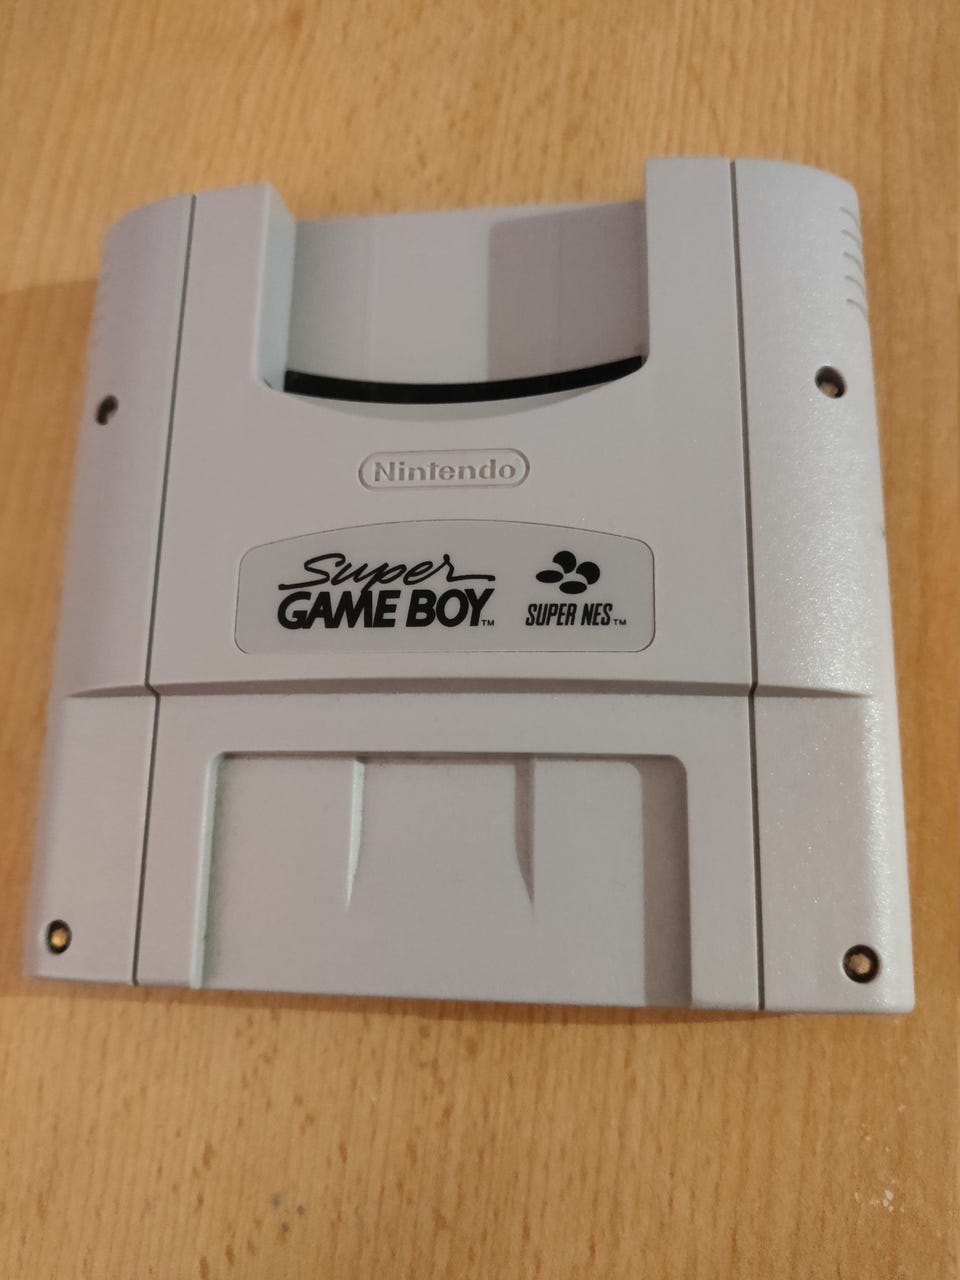 Nintendo
Super
GAME BOY™
SUPER NES™